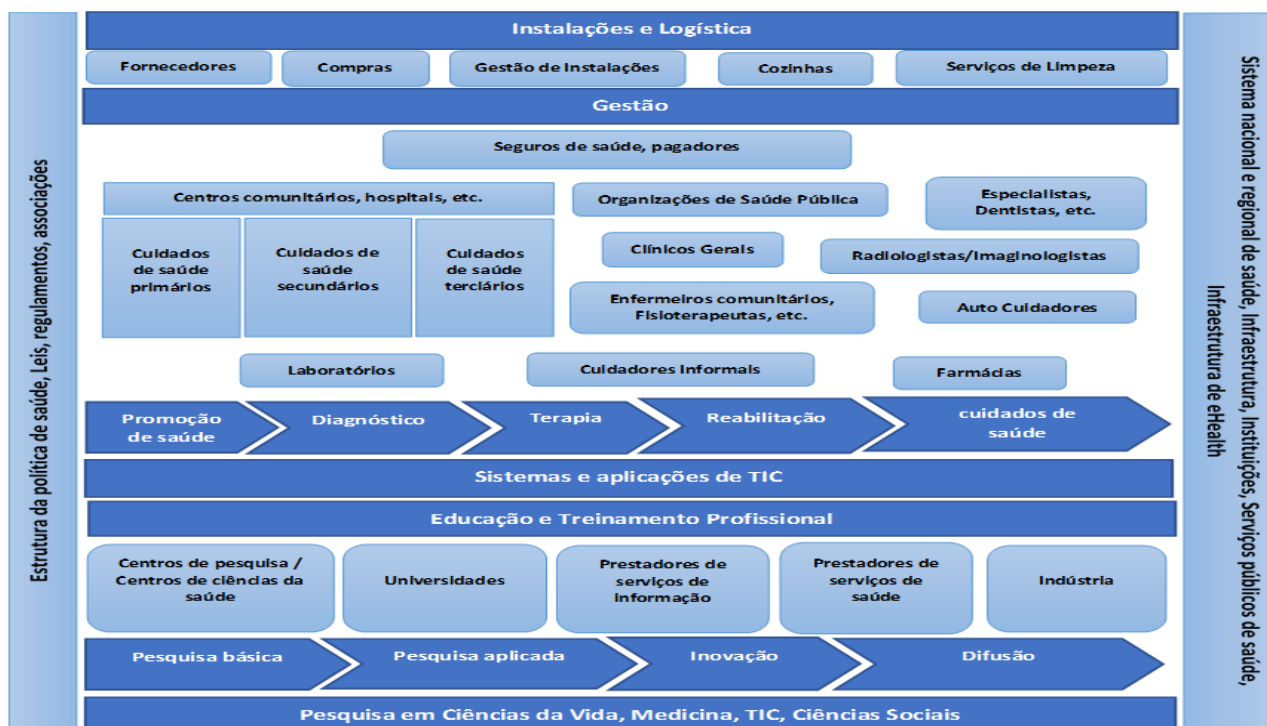 Estrutura da política de saúde, Leis, regulamentos, associações
Instalações e Logística
Fornecedores
Compras
Gestão de Instalações
Cozinhas
Serviços de Limpeza
Gestão
Seguros de saúde, pagadores
Centros comunitários, hospitais, etc.
Cuidados
de saúde
primários
Cuidados de
saúde
secundários
Cuidados
de saúde
terciários
Organizações de Saúde Pública
Especialistas,
Dentistas, etc.
Clínicos Gerais
Radiologistas/Imaginologistas
Enfermeiros comunitários,
Fisioterapeutas, etc.
Auto Cuidadores
Laboratórios
Cuidadores Informais
Farmácias
Promoção
de saúde
Diagnóstico
Terapia
Reabilitação
cuidados de
saúde
Sistemas e aplicações de TIC
Educação e Treinamento Profissional
Centros de pesquisa /
Centros de ciências da
saúde
Universidades
Prestadores de
serviços de
informação
Prestadores de
serviços de
saúde
Indústria
Pesquisa básica
Pesquisa aplicada
Inovação
Difusão
Pesquisa em Ciências da Vida, Medicina, TIC, Ciências Sociais
Sistema nacional e regional de saúde, Infraestrutura, Instituições, Serviços públicos de saúde,
Infraestrutura de eHealth